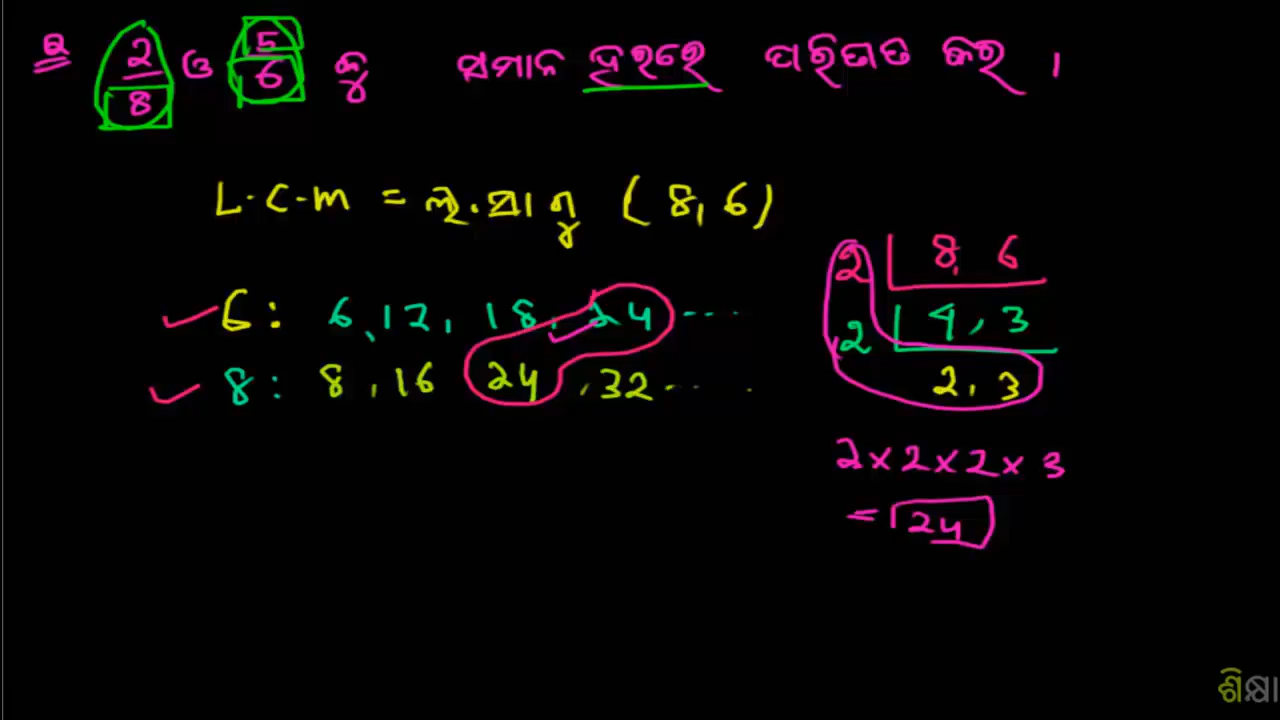 ଉ 2/8 ଓ 5/6 କୁ ସମାନ ହରରେ ପରିଣତ କର ।
L.C.M = ଲ.ସା.ଗୁ (8, 6)
6: 6, 12, 18, 24 ....
8: 8, 16 24, 32 ....
2 8, 6
2 4, 3
2, 3
2 × 2 × 2 × 3
= 24
ଶିକ୍ଷା